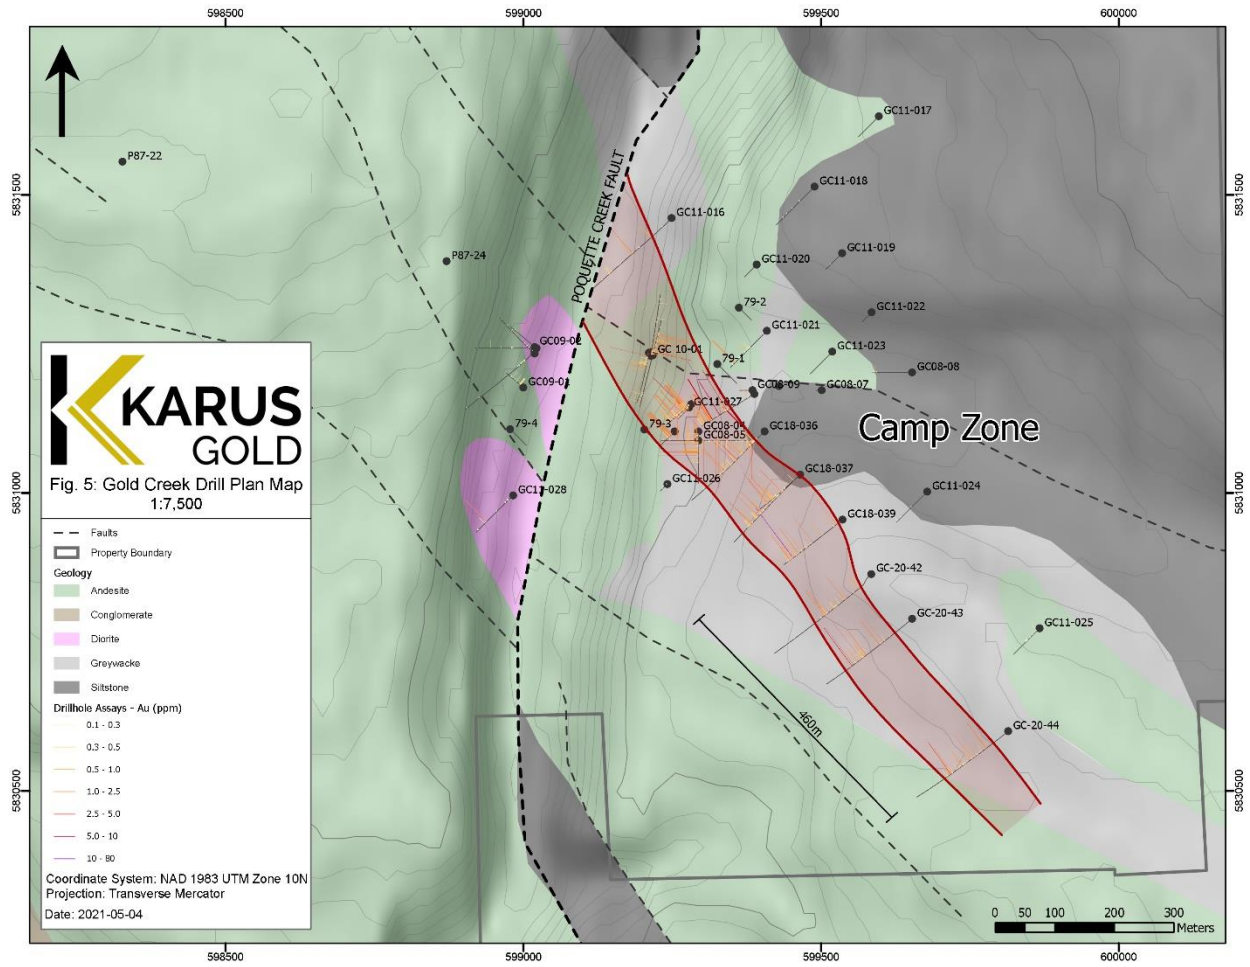 598500 599000 599500 600000
5831500
5831000
5830500
5831500
5831000
5830500
598500 599000 599500 600000
P87-22
P87-24
GC11-017
GC11-018
GC11-016
GC11-019
GC11-020
79-2
GC11-022
GC11-021
GC09-02
GC 10-01
GC11-023
79-1
GC08-08
GC09-01
GC08-09
GC08-07
GC11-027
79-4
79-3
GC08-04
GC08-05
GC18-036
GC11-026
GC18-037
GC11-024
GC11-028
GC18-039
GC-20-42
GC-20-43
GC11-025
GC-20-44
POQUETTE CREEK FAULT
Camp Zone
460m
KARUS
GOLD
Fig. 5: Gold Creek Drill Plan Map
1:7,500
Faults
Property Boundary
Geology
Andesite
Conglomerate
Diorite
Greywacke
Siltstone
Drillhole Assays - Au (ppm)
0.1 - 0.3
0.3 - 0.5
0.5 - 1.0
1.0 - 2.5
2.5 - 5.0
5.0 - 10
10 - 80
Coordinate System: NAD 1983 UTM Zone 10N
Projection: Transverse Mercator
Date: 2021-05-04
0 50 100 200 300
Meters